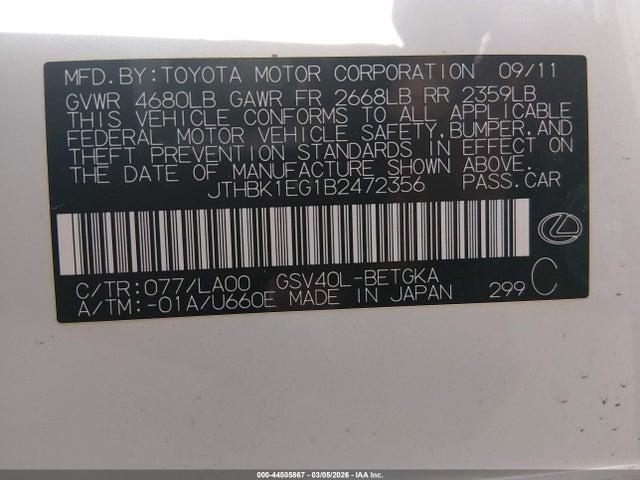 MFD.BY:TOYOTA MOTOR CORPORATION 09/11
GVWR 4680LB GAWR FR 2668LB RR 2359LB
THIS VEHICLE CONFORMS TO ALL APPLICABLE
FEDERAL MOTOR VEHICLE SAFETY,BUMPER,AND
THEFT PREVENTION STANDARDS IN EFFECT ON
THE DATE OF MANUFACTURE SHOWN ABOVE.
JTHBK1EG1B2472356 PASS.CAR
C/TR:077/LA00 GSV40L-BETGKA
A/TM:-01A/U660E MADE IN JAPAN 299 C
000-44505867 - 03/05/2026 - IAA Inc.